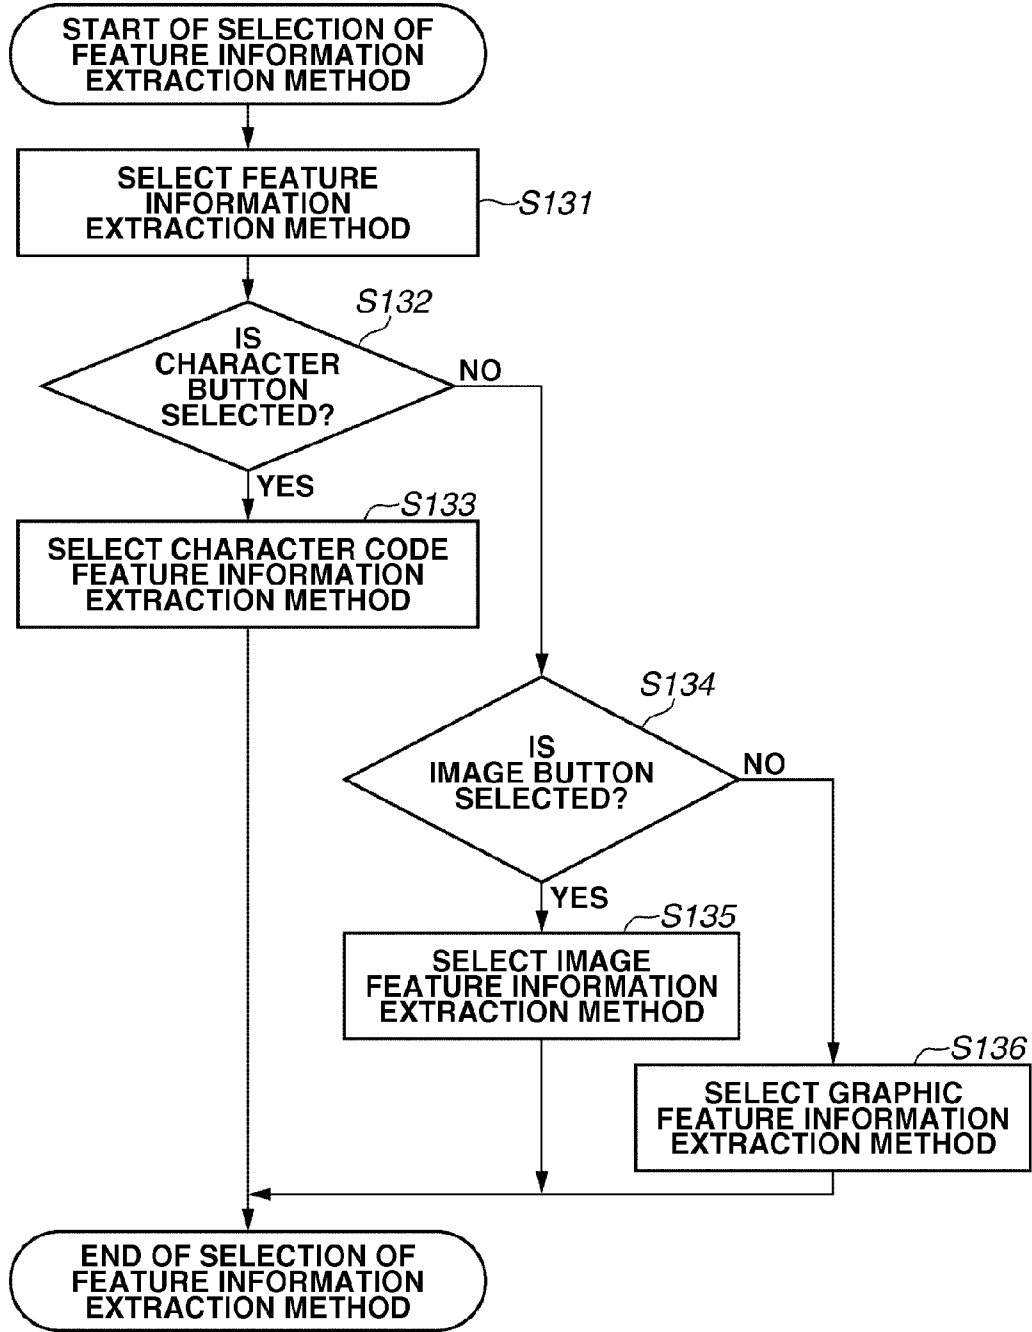 START OF SELECTION OF
FEATURE INFORMATION
EXTRACTION METHOD
SELECT FEATURE
INFORMATION
EXTRACTION METHOD
S131
S132
IS
CHARACTER
BUTTON
SELECTED?
NO
YES
S133
SELECT CHARACTER CODE
FEATURE INFORMATION
EXTRACTION METHOD
S134
IS
IMAGE BUTTON
SELECTED?
NO
YES
S135
SELECT IMAGE
FEATURE INFORMATION
EXTRACTION METHOD
S136
SELECT GRAPHIC
FEATURE INFORMATION
EXTRACTION METHOD
END OF SELECTION OF
FEATURE INFORMATION
EXTRACTION METHOD